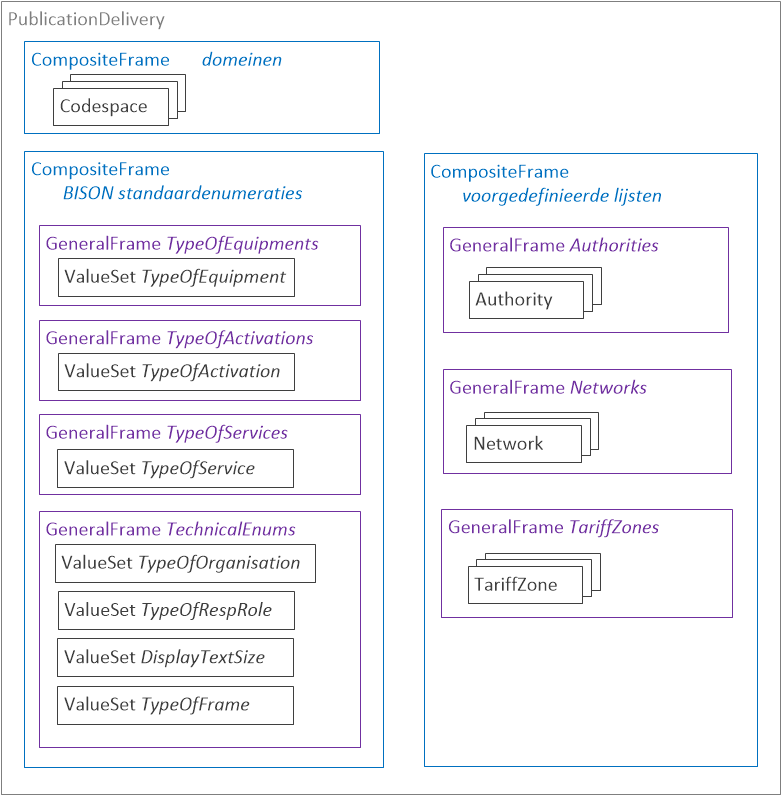 PublicationDelivery
CompositeFrame domeinen
Codespace
CompositeFrame
BISON standaardenumeraties
GeneralFrame TypeOfEquipments
ValueSet TypeOfEquipment
GeneralFrame TypeOfActivations
ValueSet TypeOfActivation
GeneralFrame TypeOfServices
ValueSet TypeOfService
GeneralFrame TechnicalEnums
ValueSet TypeOfOrganisation
ValueSet TypeOfRespRole
ValueSet DisplayTextSize
ValueSet TypeOfFrame
CompositeFrame
voorgedefinieerde lijsten
GeneralFrame Authorities
Authority
GeneralFrame Networks
Network
GeneralFrame TariffZones
TariffZone